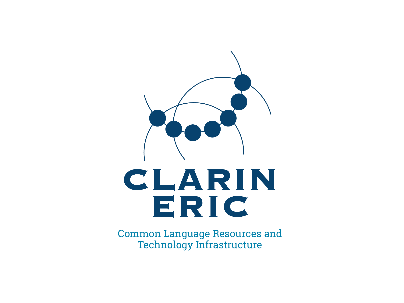 CLARIN
ERIC
Common Language Resources and
Technology Infrastructure